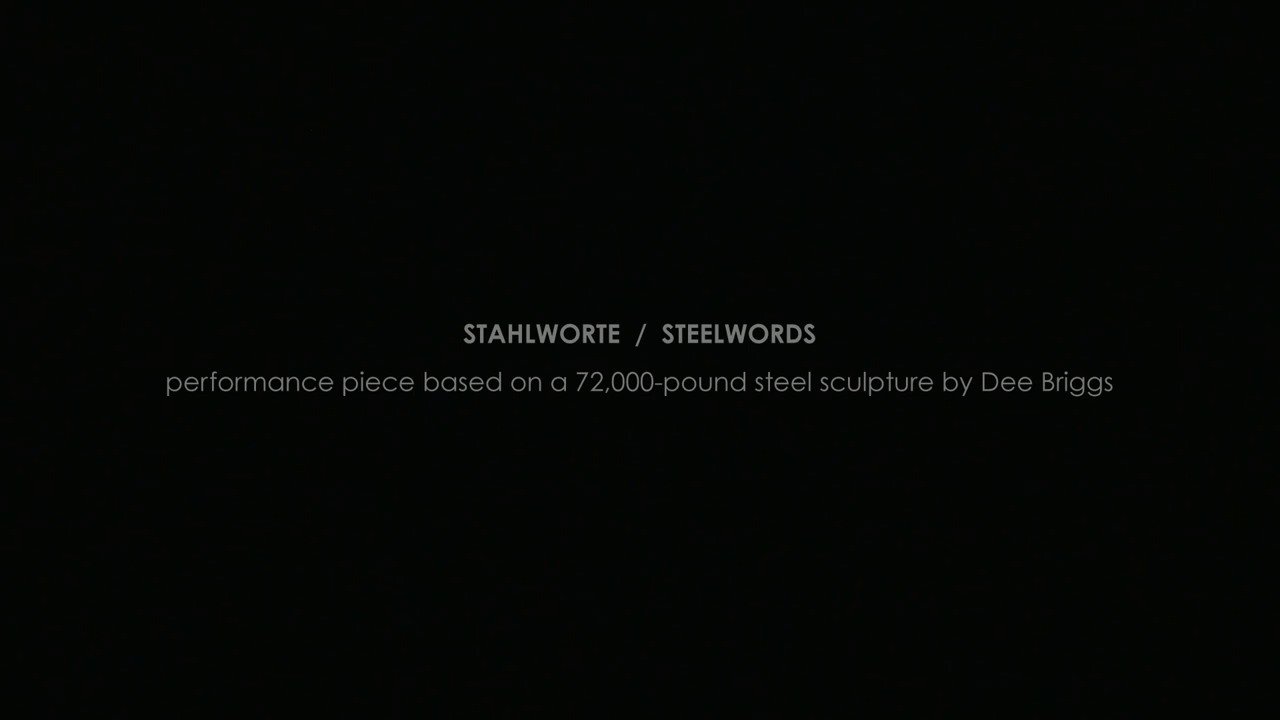 STAHLWORTE / STEELWORDS
performance piece based on a 72,000-pound steel sculpture by Dee Briggs